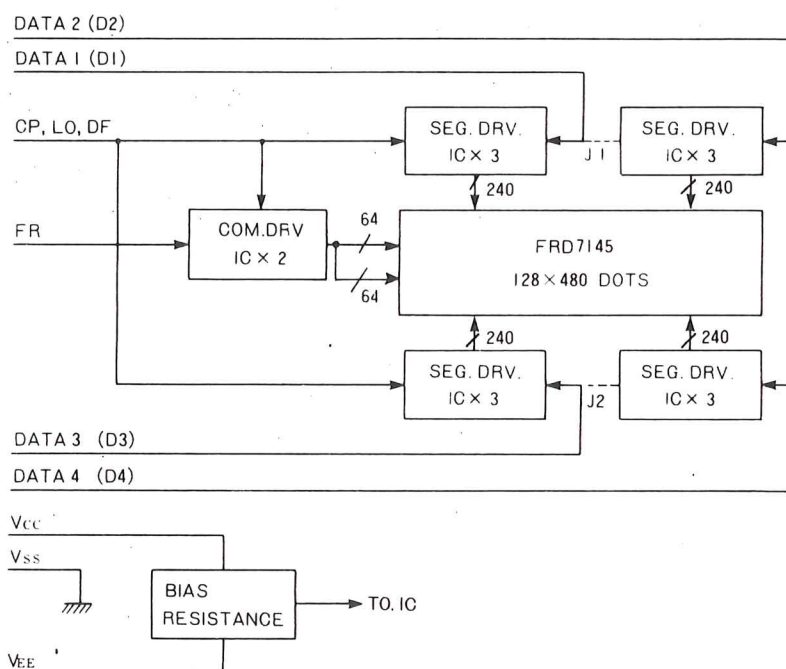 DATA 2 (D2)
DATA 1 (D1)
CP, LO, DF
SEG. DRV.
IC × 3
J1
SEG. DRV.
IC × 3
240
240
FR
COM.DRV
IC × 2
64
64
FRD7145
128×480 DOTS
240
240
SEG. DRV.
IC × 3
J2
SEG. DRV.
IC × 3
DATA 3 (D3)
DATA 4 (D4)
Vcc
Vss
BIAS
RESISTANCE
TO. IC
VEE